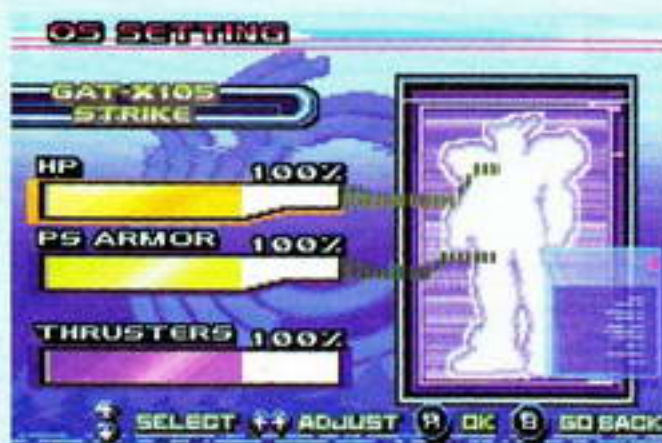 OS SETTING
GAT-X105
STRIKE
HP 100%
PS ARMOR 100%
THRUSTERS 100%
SELECT ADJUST A OK B GO BACK